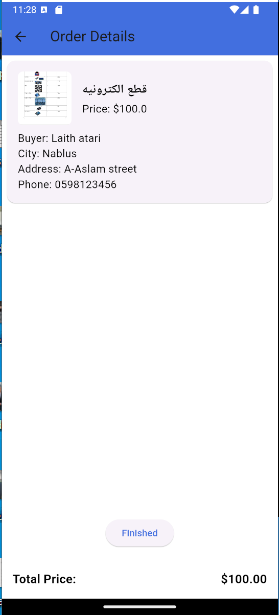 11:28
Order Details
قطع الكترونيه
Price: $100.0
Buyer: Laith atari
City: Nablus
Address: A-Aslam street
Phone: 0598123456
Finished
Total Price: $100.00